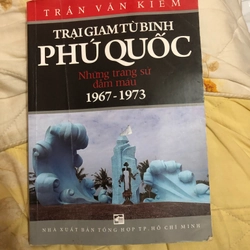 TRẦN VĂN KIÊM
TRẠI GIAM TÙ BINH
PHÚ QUỐC
Những trang sử
đẫm máu
1967-1973
NHÀ XUẤT BẢN TỔNG HỢP TP. HỒ CHÍ MINH